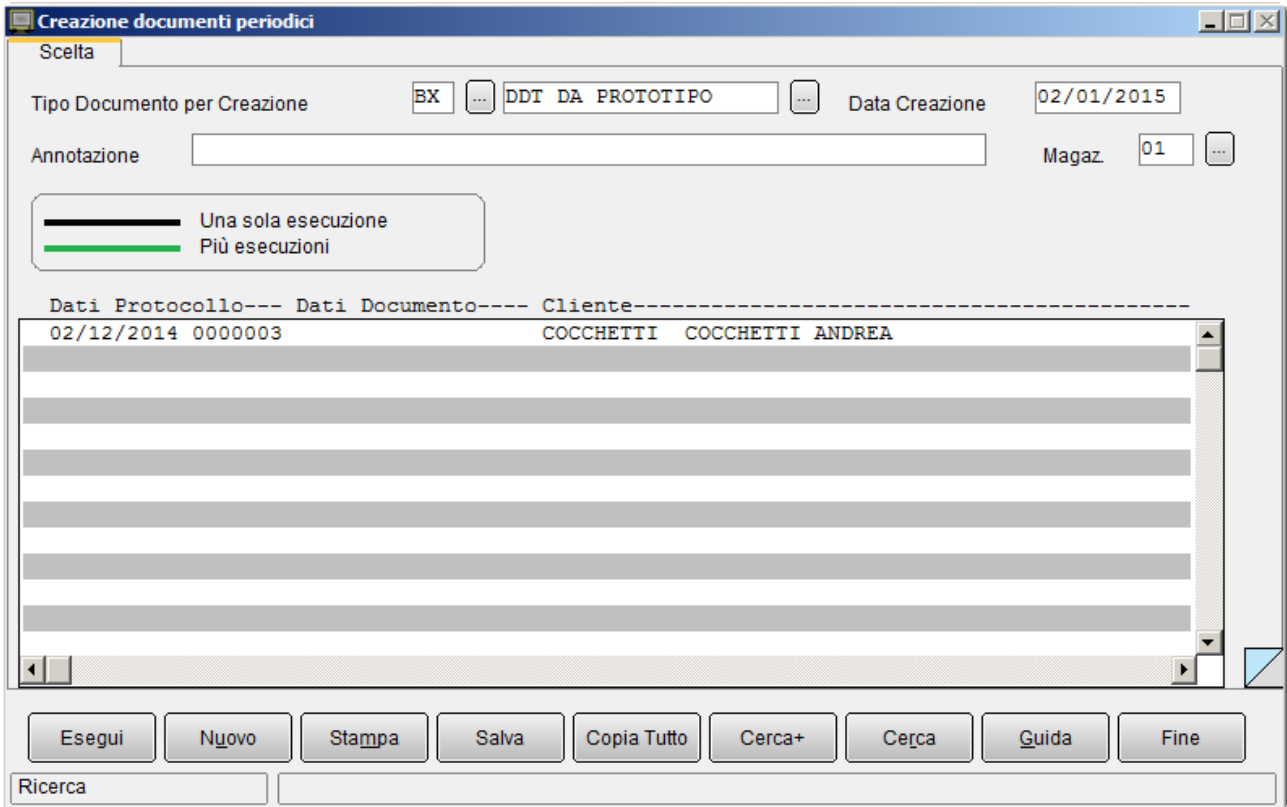 Creazione documenti periodici
Scelta
Tipo Documento per Creazione BX ... DDT DA PROTOTIPO ... Data Creazione 02/01/2015
Annotazione Magaz. 01 ...
Una sola esecuzione
Più esecuzioni
Dati Protocollo--- Dati Documento---- Cliente-------------------------------------------
02/12/2014 0000003 COCCHETTI COCCHETTI ANDREA
Esegui Nuovo Stampa Salva Copia Tutto Cerca+ Cerca Guida Fine
Ricerca